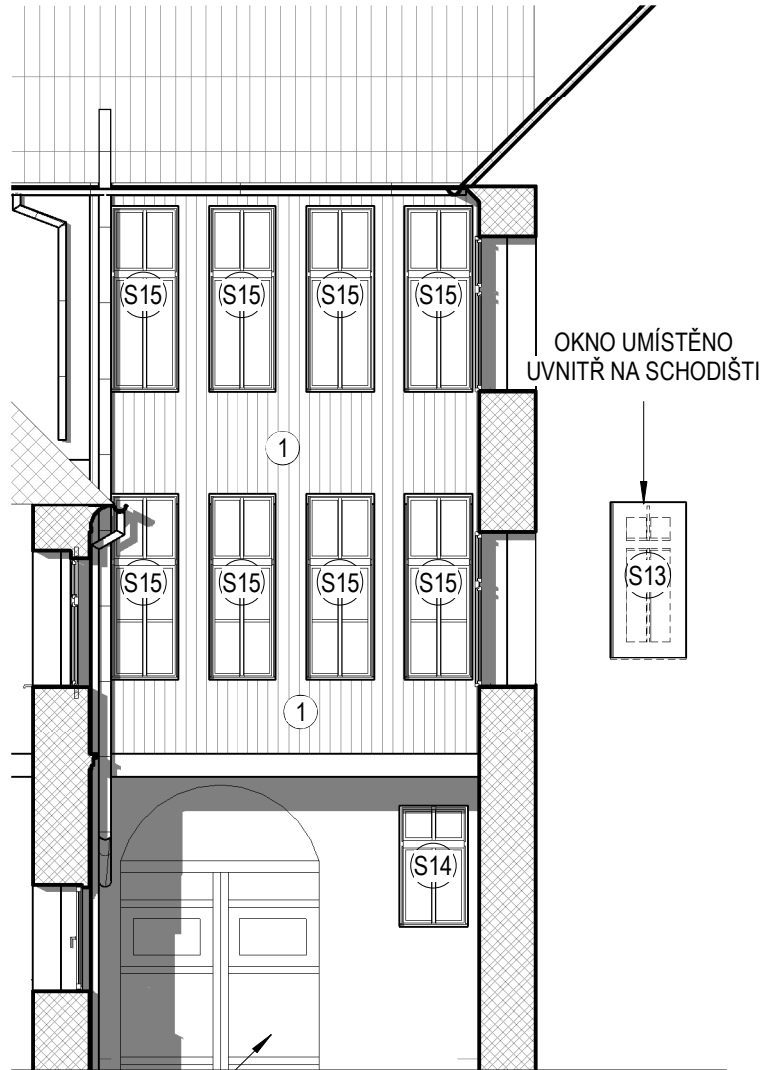 S15 S15 S15 S15
OKNO UMÍSTĚNO
UVNITŘ NA SCHODIŠTI
1
S15 S15 S15 S15
S13
1
S14